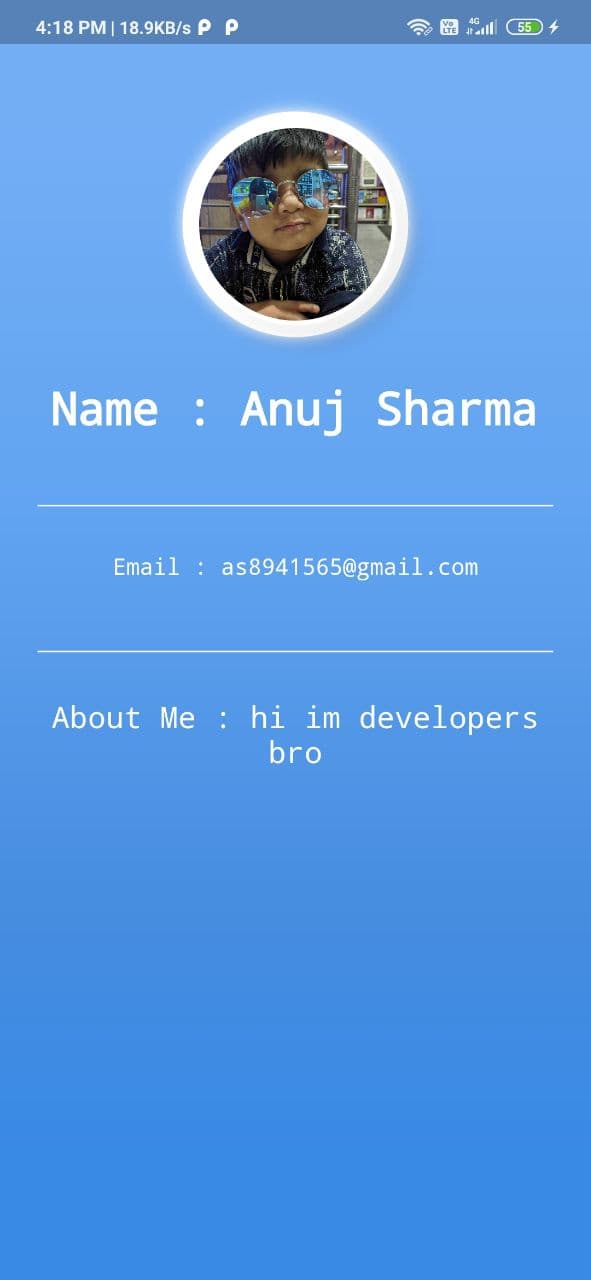 4:18 PM | 18.9KB/s P P Vo LTE 4G 55
Name : Anuj Sharma
Email : as8941565@gmail.com
About Me : hi im developers
bro